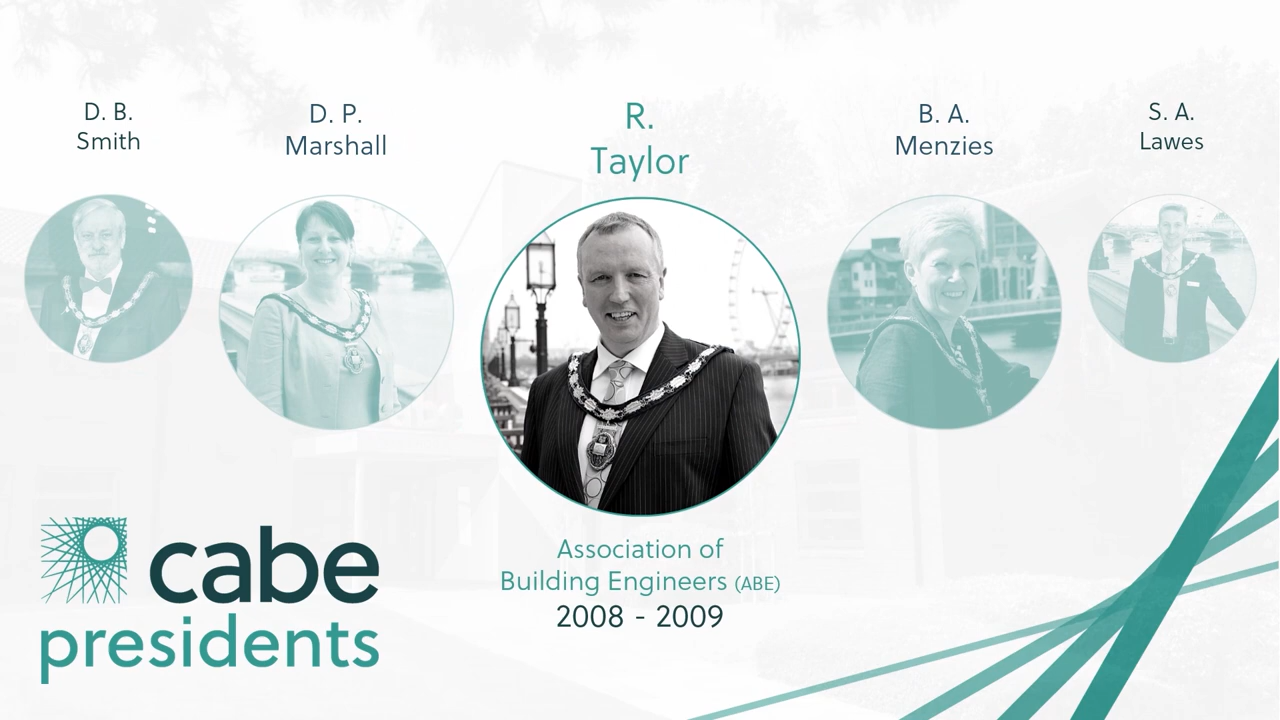 D. B.
Smith
D. P.
Marshall
R.
Taylor
B. A.
Menzies
S. A.
Lawes
Association of
Building Engineers (ABE)
2008 - 2009
cabe
presidents